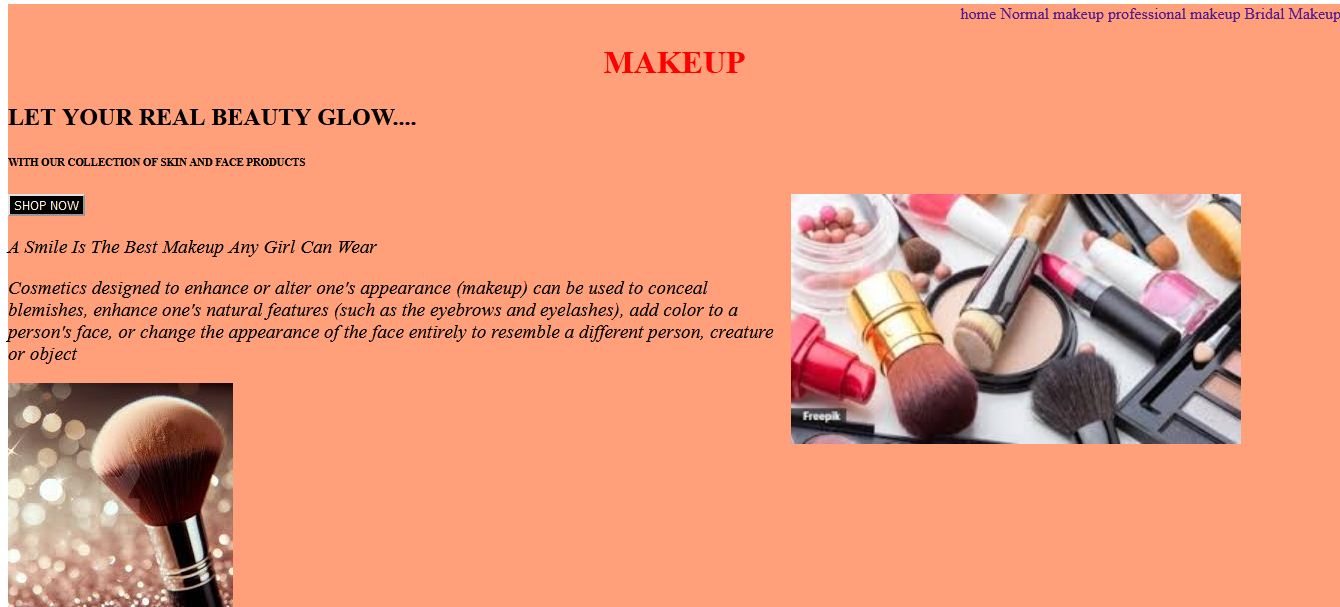 home Normal makeup professional makeup Bridal Makeup
MAKEUP
LET YOUR REAL BEAUTY GLOW....
WITH OUR COLLECTION OF SKIN AND FACE PRODUCTS
SHOP NOW
A Smile Is The Best Makeup Any Girl Can Wear
Cosmetics designed to enhance or alter one's appearance (makeup) can be used to conceal
blemishes, enhance one's natural features (such as the eyebrows and eyelashes), add color to a
person's face, or change the appearance of the face entirely to resemble a different person, creature
or object
Freepik